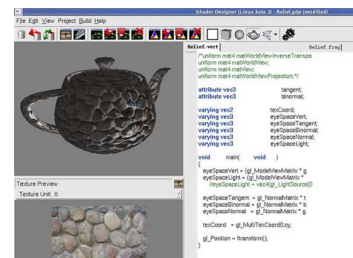 Shader Designer (Linux beta 3) - Relief.gdp (modified)
File Edit View Project Build Help
Relief.vert
Relief.frag
/*uniform mat4 matWorldViewInverseTranspo
uniform mat4 matWorldView;
uniform mat4 matView;
uniform mat4 matWorldViewProjection;*/
attribute vec3 tangent;
attribute vec3 binormal;
varying vec2 texCoord;
varying vec3 eyeSpaceVert;
varying vec3 eyeSpaceTangent;
varying vec3 eyeSpaceBinormal;
varying vec3 eyeSpaceNormal;
varying vec3 eyeSpaceLight;
void main( void )
{
eyeSpaceVert = (gl_ModelViewMatrix * g
eyeSpaceLight = (gl_ModelViewMatrix *
//eyeSpaceLight = vec4(gl_LightSource[0
eyeSpaceTangent = gl_NormalMatrix * t
eyeSpaceBinormal = gl_NormalMatrix * b
eyeSpaceNormal = gl_NormalMatrix * g
texCoord = gl_MultiTexCoord0.xy;
gl_Position = ftransform();
}
Texture Preview
Texture Unit: 0